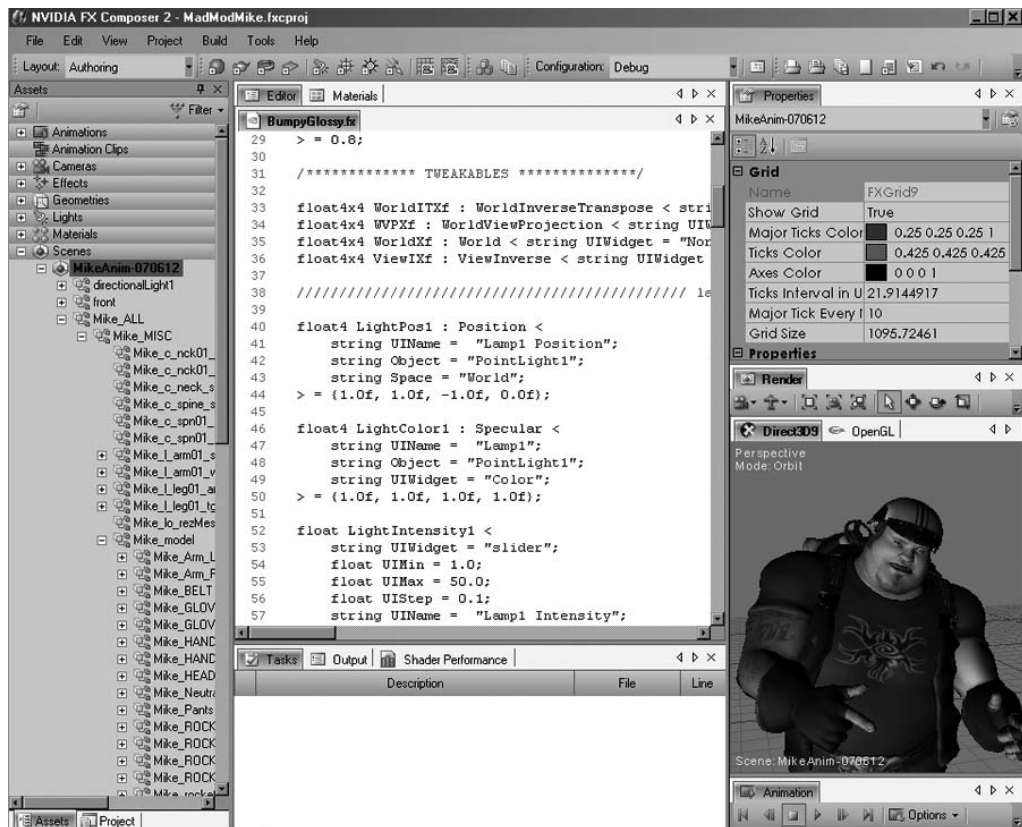 NVIDIA FX Composer 2 - MadModMike.fxcproj
File Edit View Project Build Tools Help
Layout: Authoring
Configuration: Debug
Assets
Filter
Animations
Animation Clips
Cameras
Effects
Geometries
Lights
Materials
Scenes
MikeAnim-070612
directionalLight1
front
Mike_ALL
Mike_MISC
Mike_c_nck01_
Mike_c_nck01_
Mike_c_neck_s
Mike_c_spine_s
Mike_c_spn01_
Mike_c_spn01_
Mike_l_arm01_s
Mike_l_arm01_v
Mike_l_leg01_a
Mike_l_leg01_tg
Mike_lo_rezMes
Mike_model
Mike_Arm_L
Mike_Arm_F
Mike_BELT
Mike_GLOV
Mike_GLOV
Mike_HAND
Mike_HAND
Mike_HEAD
Mike_Neutra
Mike_Pants
Mike_ROCK
Mike_ROCK
Mike_ROCK
Mike_ROCK
Mike_rocket
Assets Project
Editor Materials
BumpyGlossy.fx
29 > = 0.8;
30
31 /************* TWEAKABLES **************/
32
33 float4x4 WorldITXf : WorldInverseTranspose < stri
34 float4x4 WVPXf : WorldViewProjection < string UIW
35 float4x4 WorldXf : World < string UIWidget = "Non
36 float4x4 ViewIXf : ViewInverse < string UIWidget
37
38 ////////////////////////////////////////////// la
39
40 float4 LightPos1 : Position <
41 string UIName = "Lamp1 Position";
42 string Object = "PointLight1";
43 string Space = "World";
44 > = {1.0f, 1.0f, -1.0f, 0.0f};
45
46 float4 LightColor1 : Specular <
47 string UIName = "Lamp1";
48 string Object = "PointLight1";
49 string UIWidget = "Color";
50 > = {1.0f, 1.0f, 1.0f, 1.0f};
51
52 float LightIntensity1 <
53 string UIWidget = "slider";
54 float UIMin = 1.0;
55 float UIMax = 50.0;
56 float UIStep = 0.1;
57 string UIName = "Lamp1 Intensity";
Tasks Output Shader Performance
Description File Line
Properties
MikeAnim-070612
Grid
Name FXGrid9
Show Grid True
Major Ticks Color 0.25 0.25 0.25 1
Ticks Color 0.425 0.425 0.425
Axes Color 0 0 0 1
Ticks Interval in U 21.9144917
Major Tick Every 10
Grid Size 1095.72461
Properties
Render
Direct3D9 OpenGL
Perspective
Mode: Orbit
Scene: MikeAnim-070612
Animation
Options